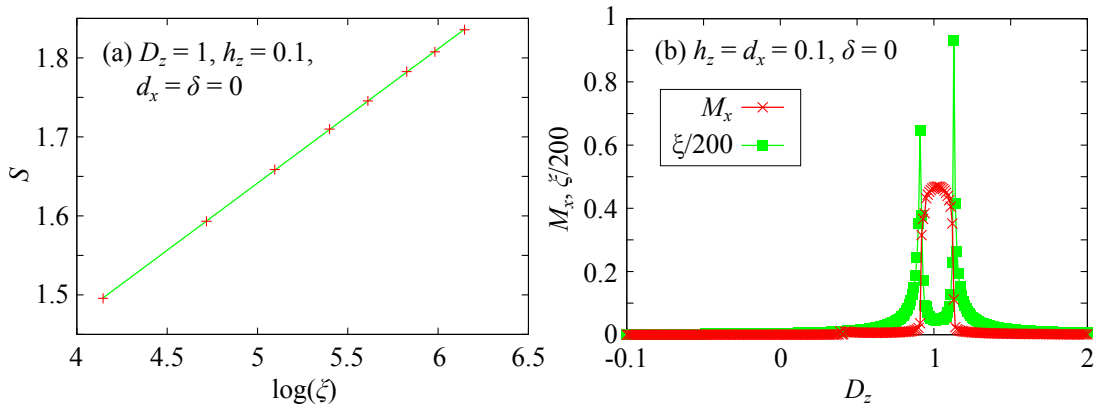 (a) D_z = 1, h_z = 0.1,
d_x = δ = 0
S
1.8
1.7
1.6
1.5
4
4.5
5
5.5
6
6.5
log(ξ)
(b) h_z = d_x = 0.1, δ = 0
M_x
ξ/200
M_x, ξ/200
1
0.8
0.6
0.4
0.2
0
-0.1
0
1
2
D_z